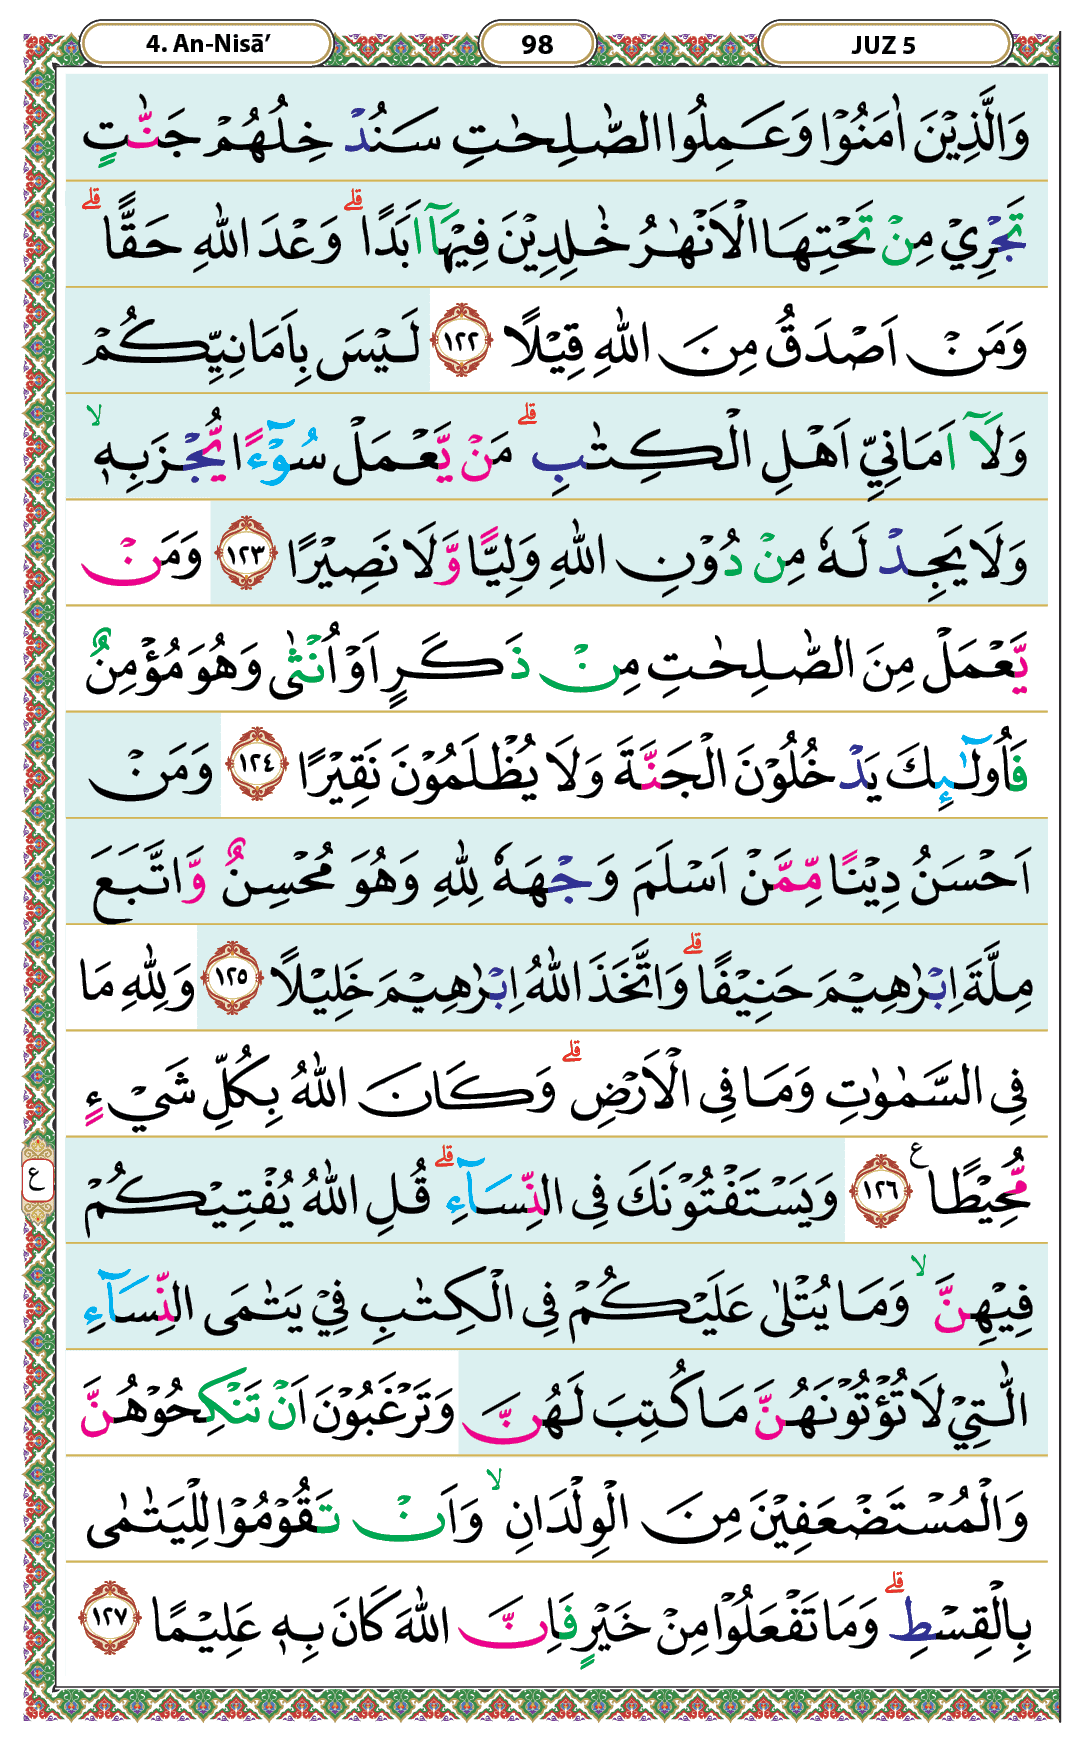 4. An-Nisā’ 98 JUZ 5
وَالَّذِيْنَ اٰمَنُوْا وَعَمِلُوا الصّٰلِحٰتِ سَنُدْخِلُهُمْ جَنّٰتٍ
تَجْرِيْ مِنْ تَحْتِهَا الْاَنْهٰرُ خٰلِدِيْنَ فِيْهَآ اَبَدًاۗ وَعْدَ اللّٰهِ حَقًّاۗ
وَمَنْ اَصْدَقُ مِنَ اللّٰهِ قِيْلًا ١٢٢ لَيْسَ بِاَمَانِيِّكُمْ
وَلَآ اَمَانِيِّ اَهْلِ الْكِتٰبِۗ مَنْ يَّعْمَلْ سُوْۤءًا يُّجْزَ بِهٖۙ
وَلَا يَجِدْ لَهٗ مِنْ دُوْنِ اللّٰهِ وَلِيًّا وَّلَا نَصِيْرًا ١٢٣ وَمَنْ
يَّعْمَلْ مِنَ الصّٰلِحٰتِ مِنْ ذَكَرٍ اَوْ اُنْثٰى وَهُوَ مُؤْمِنٌ
فَاُولٰۤىِٕكَ يَدْخُلُوْنَ الْجَنَّةَ وَلَا يُظْلَمُوْنَ نَقِيْرًا ١٢٤ وَمَنْ
اَحْسَنُ دِيْنًا مِّمَّنْ اَسْلَمَ وَجْهَهٗ لِلّٰهِ وَهُوَ مُحْسِنٌ وَّاتَّبَعَ
مِلَّةَ اِبْرٰهِيْمَ حَنِيْفًاۗ وَاتَّخَذَ اللّٰهُ اِبْرٰهِيْمَ خَلِيْلًا ١٢٥ وَلِلّٰهِ مَا
فِى السَّمٰوٰتِ وَمَا فِى الْاَرْضِۗ وَكَانَ اللّٰهُ بِكُلِّ شَيْءٍ
مُّحِيْطًا ࣖ ١٢٦ وَيَسْتَفْتُوْنَكَ فِى النِّسَاۤءِۗ قُلِ اللّٰهُ يُفْتِيْكُمْ
ع
فِيْهِنَّۙ وَمَا يُتْلٰى عَلَيْكُمْ فِى الْكِتٰبِ فِيْ يَتٰمَى النِّسَاۤءِ
الّٰتِيْ لَا تُؤْتُوْنَهُنَّ مَا كُتِبَ لَهُنَّ وَتَرْغَبُوْنَ اَنْ تَنْكِحُوْهُنَّ
وَالْمُسْتَضْعَفِيْنَ مِنَ الْوِلْدَانِۙ وَاَنْ تَقُوْمُوْا لِلْيَتٰمٰى
بِالْقِسْطِۗ وَمَا تَفْعَلُوْا مِنْ خَيْرٍ فَاِنَّ اللّٰهَ كَانَ بِهٖ عَلِيْمًا ١٢٧